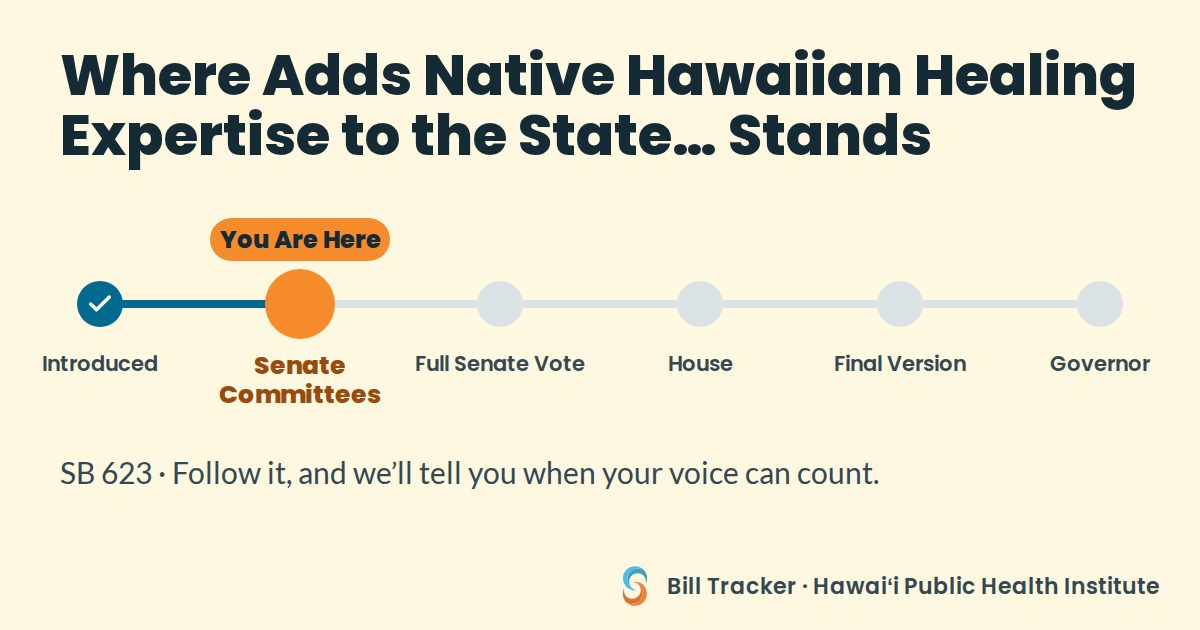 Where Adds Native Hawaiian Healing
Expertise to the State... Stands
You Are Here
Introduced
Senate
Committees
Full Senate Vote
House
Final Version
Governor
SB 623 · Follow it, and we’ll tell you when your voice can count.
Bill Tracker · Hawaiʻi Public Health Institute